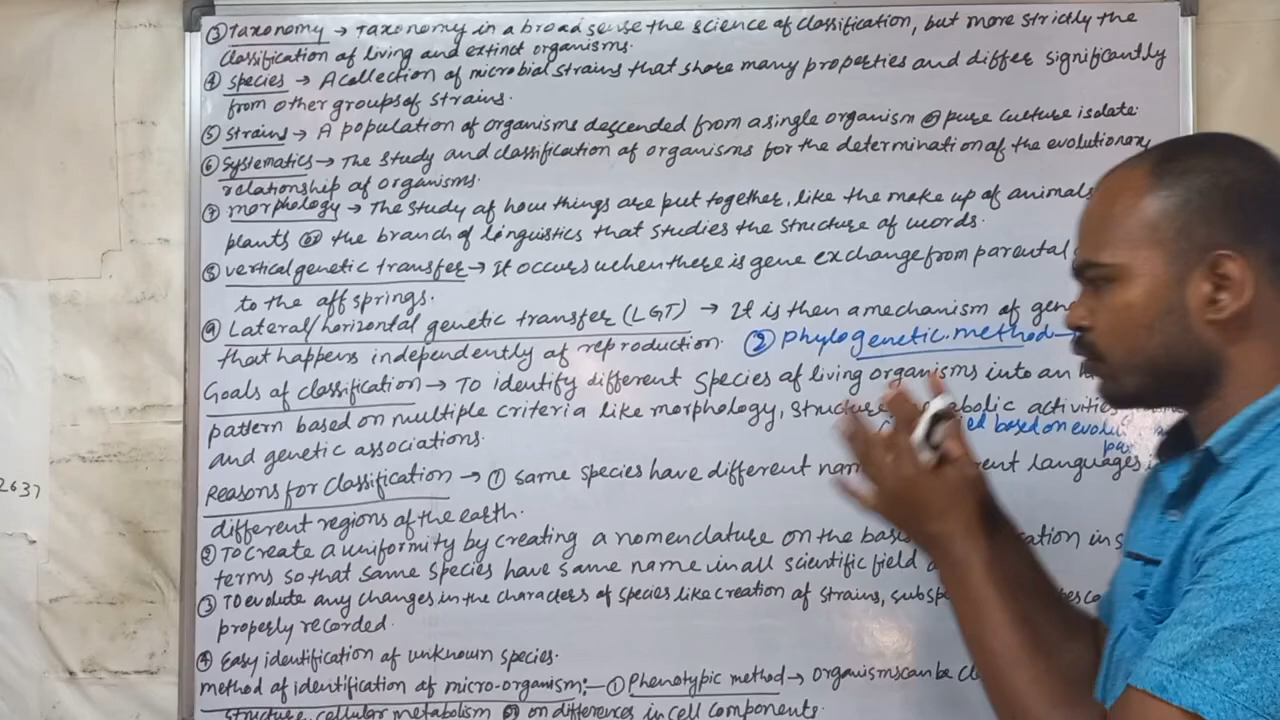 ③ Taxonomy → Taxonomy in a broad sense the science of classification, but more strictly the
classification of living and extinct organisms.
④ species → A collection of microbial strains that share many properties and differ significantly
from other groups of strains.
⑤ Strains → A population of organisms descended from a single organism or pure culture isolate.
⑥ Systematics → The study and classification of organisms for the determination of the evolutionary
relationship of organisms.
⑦ morphology → The study of how things are put together, like the make up of animals
plants or the branch of linguistics that studies the structure of words.
⑧ vertical genetic transfer → It occurs when there is gene exchange from parental
to the off springs.
⑨ Lateral/horizontal genetic transfer (LGT) → It is then a mechanism of
that happens independently of reproduction. ② Phylogenetic method →
Goals of classification → To identify different species of living organisms into an
pattern based on multiple criteria like morphology, structure, activities
based on
and genetic associations.
Reasons for classification → ① Same species have different languages
different regions of the earth.
② To create a uniformity by creating a nomenclature on the in
terms so that same species have same name in all scientific field
③ To evolute any changes in the characters of species like creation of strains,
properly recorded.
④ Easy identification of unknown species.
method of identification of micro-organism:- ① Phenotypic method → organisms can be
structure, cellular metabolism or on differences in cell components.
2637